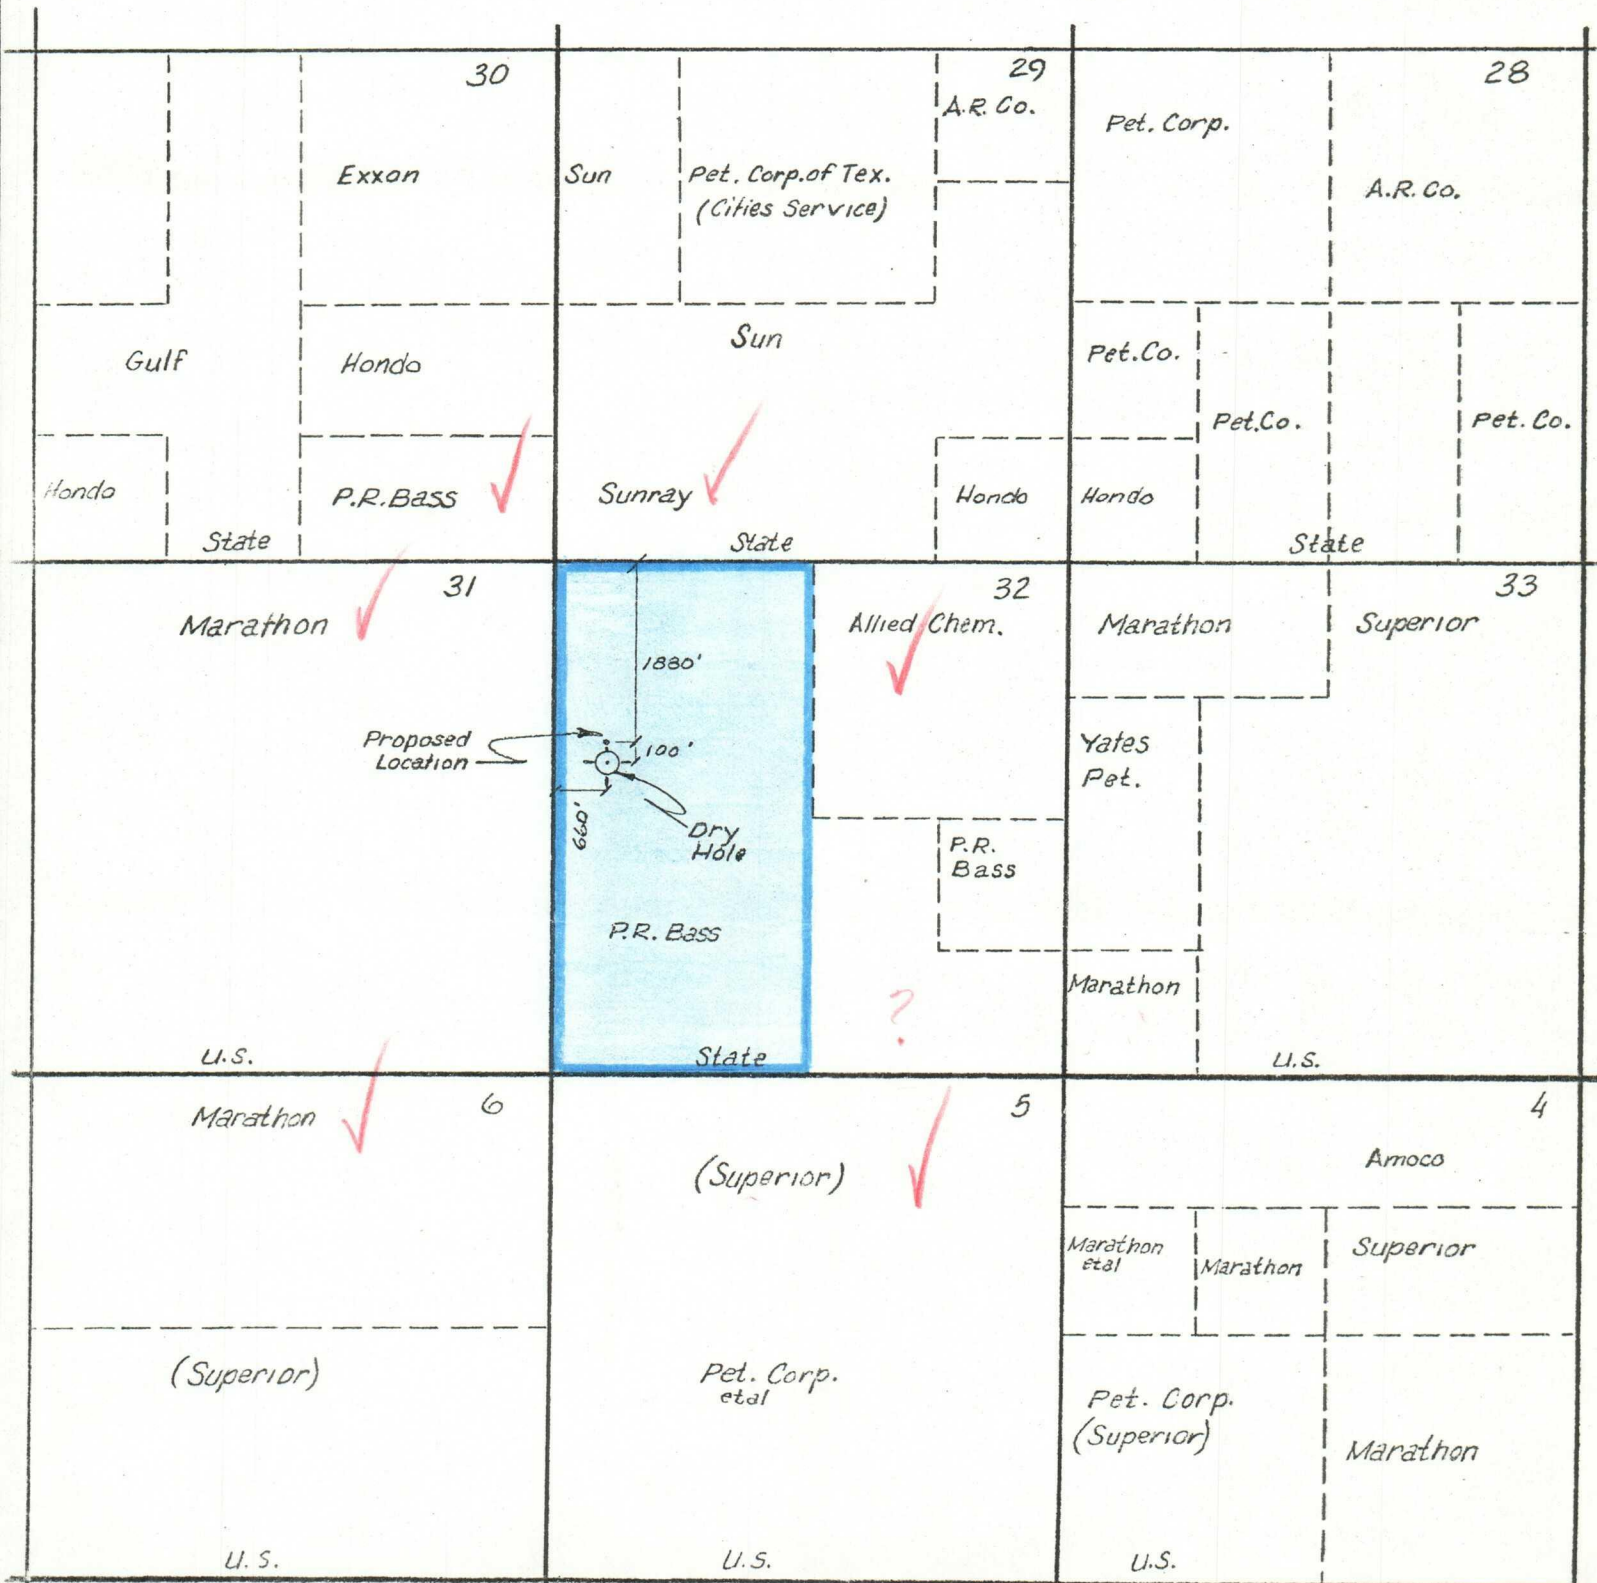 30
Exxon
Gulf
Hondo
Hondo
P.R. Bass
State
29
A.R. Co.
Sun
Pet. Corp. of Tex.
(Cities Service)
Sun
Sunray
Hondo
State
28
Pet. Corp.
A.R. Co.
Pet. Co.
Pet. Co.
Pet. Co.
Hondo
State
31
Marathon
Proposed
Location
U.S.
32
Allied Chem.
1880'
100'
660'
Dry
Hole
P.R.
Bass
P.R. Bass
?
State
33
Marathon
Superior
Yates
Pet.
Marathon
U.S.
6
Marathon
(Superior)
U.S.
5
(Superior)
Pet. Corp.
etal
U.S.
4
Amoco
Marathon
etal
Marathon
Superior
Pet. Corp.
(Superior)
Marathon
U.S.